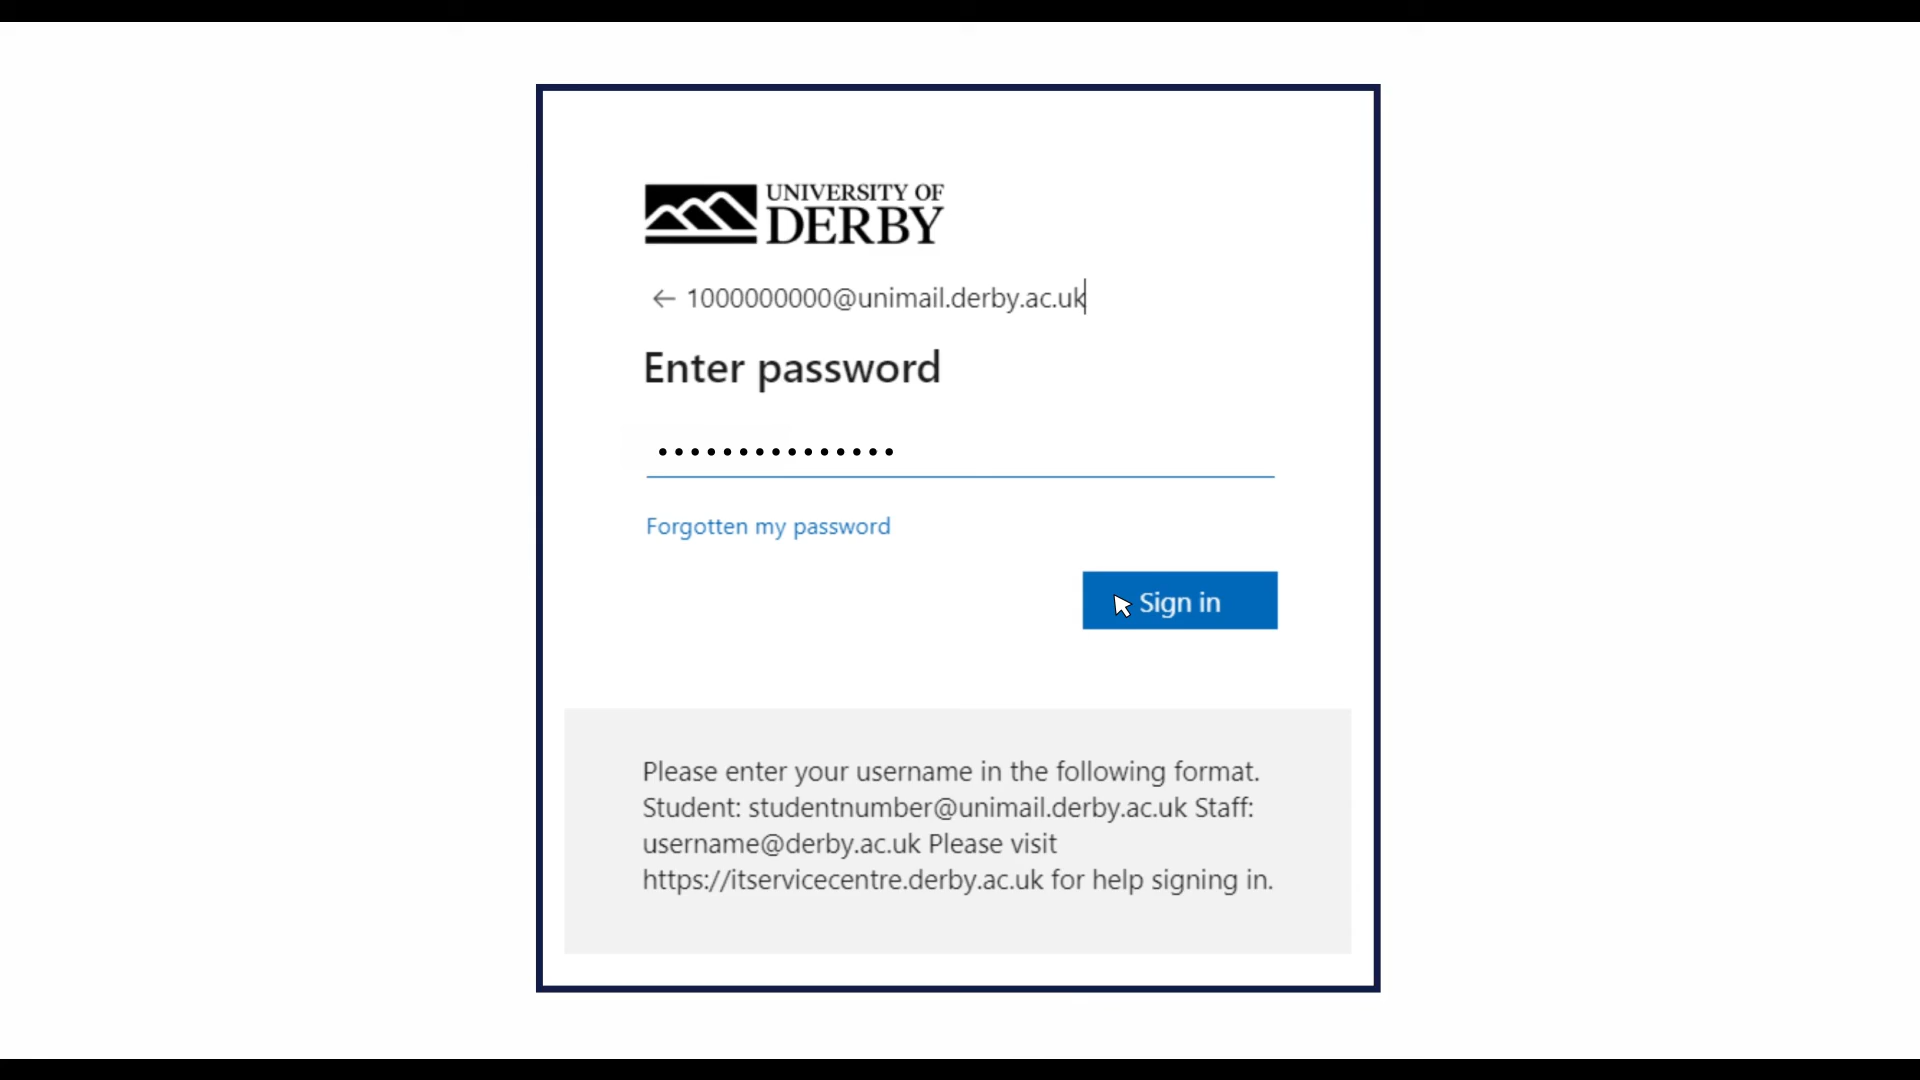 UNIVERSITY OF
DERBY
← 1000000000@unimail.derby.ac.uk
Enter password
•••••••••••••••
Forgotten my password
Sign in
Please enter your username in the following format.
Student: studentnumber@unimail.derby.ac.uk Staff:
username@derby.ac.uk Please visit
https://itservicecentre.derby.ac.uk for help signing in.